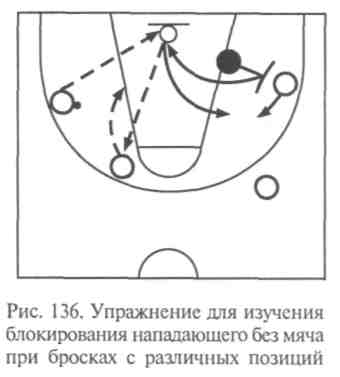 Рис. 136. Упражнение для изучения
блокирования нападающего без мяча
при бросках с различных позиций